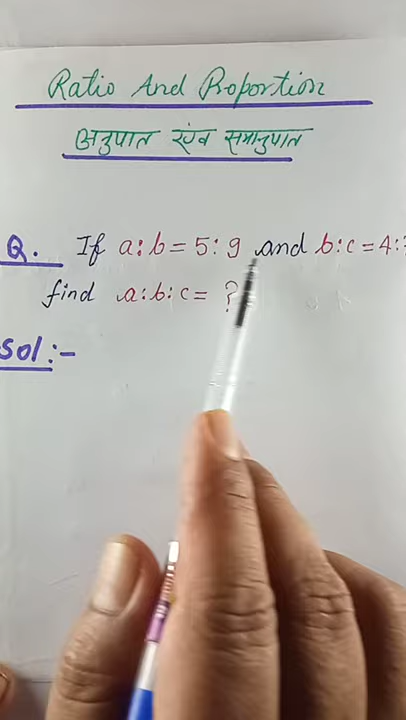 Ratio And Proportion
अनुपात एंव समानुपात
Q. If a:b = 5:9 and b:c = 4:
find a:b:c = ?
Sol:-